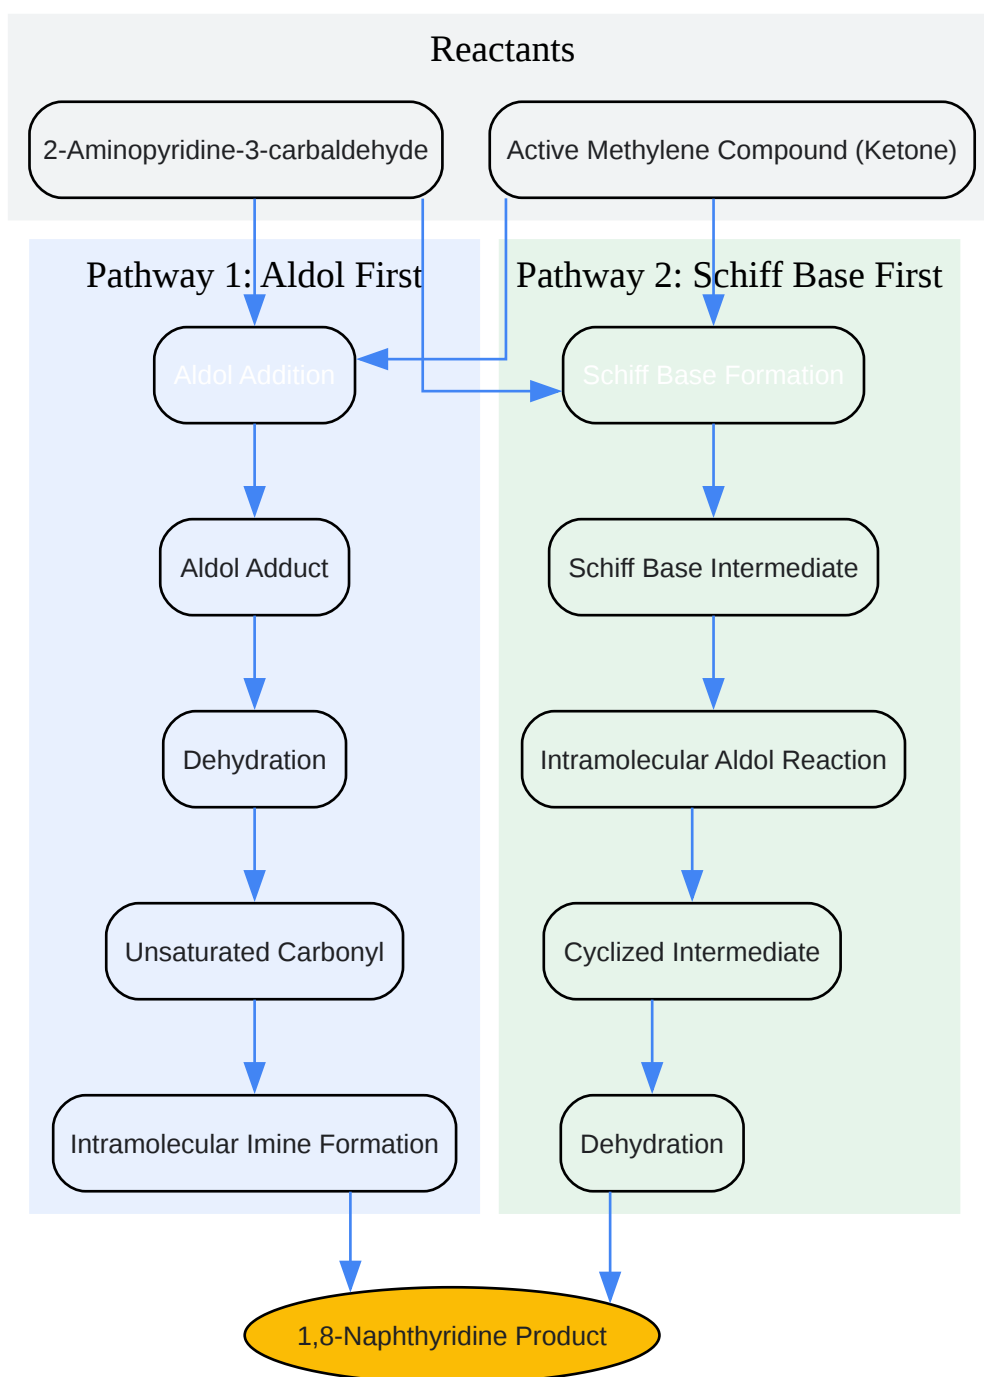 Reactants
2-Aminopyridine-3-carbaldehyde
Active Methylene Compound (Ketone)
Pathway 1: Aldol First
Pathway 2: Schiff Base First
Aldol Addition
Schiff Base Formation
Aldol Adduct
Schiff Base Intermediate
Dehydration
Intramolecular Aldol Reaction
Unsaturated Carbonyl
Cyclized Intermediate
Intramolecular Imine Formation
Dehydration
1,8-Naphthyridine Product